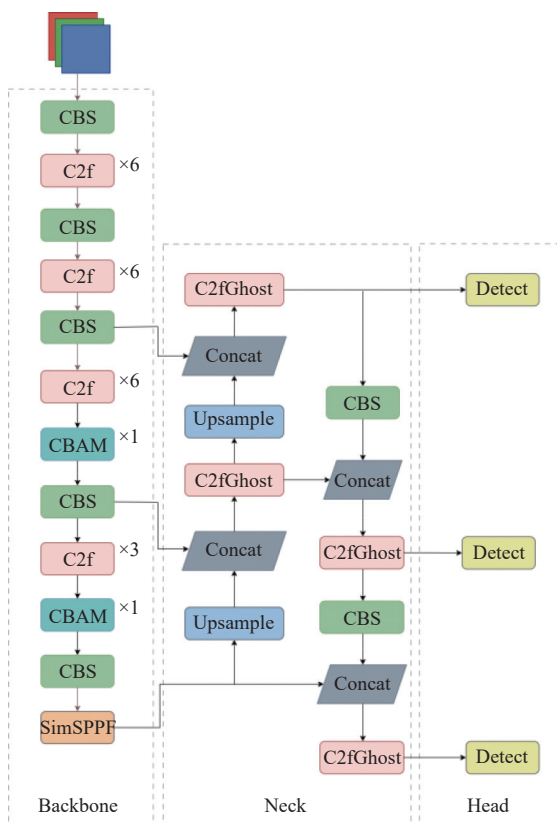 CBS
C2f ×6
CBS
C2f ×6
CBS
C2f ×6
CBAM ×1
CBS
C2f ×3
CBAM ×1
CBS
SimSPPF
Backbone
C2fGhost
Concat
Upsample
C2fGhost
Concat
Upsample
CBS
Concat
C2fGhost
CBS
Concat
C2fGhost
Neck
Detect
Detect
Detect
Head